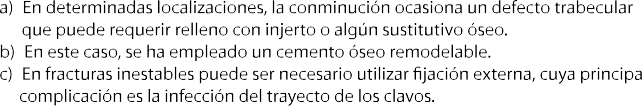 a) En determinadas localizaciones, la conminución ocasiona un defecto trabecular
que puede requerir relleno con injerto o algún sustitutivo óseo.
b) En este caso, se ha empleado un cemento óseo remodelable.
c) En fracturas inestables puede ser necesario utilizar fijación externa, cuya principa
complicación es la infección del trayecto de los clavos.